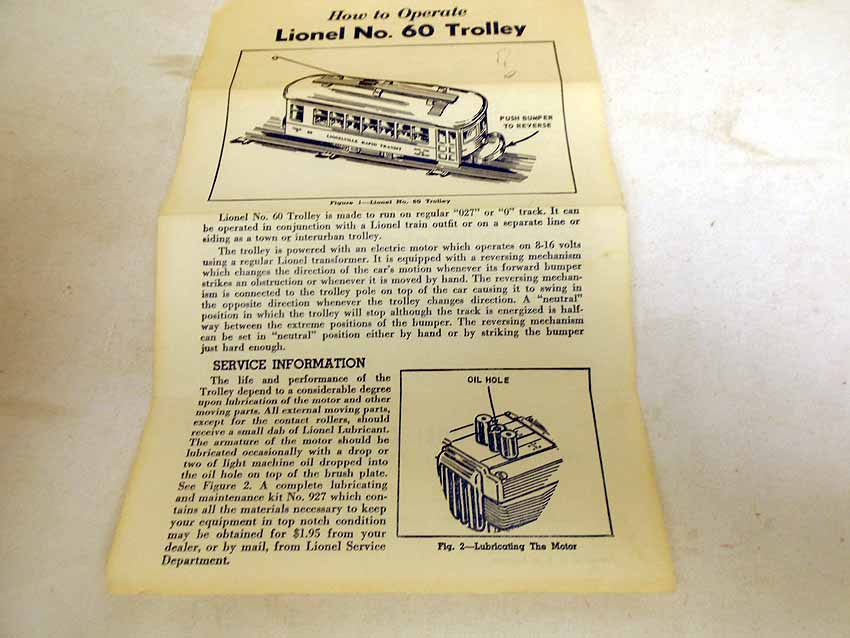 How to Operate
Lionel No. 60 Trolley
PUSH BUMPER
TO REVERSE
LIONELVILLE RAPID TRANSIT
Figure 1—Lionel No. 60 Trolley
Lionel No. 60 Trolley is made to run on regular "027" or "0" track. It can
be operated in conjunction with a Lionel train outfit or on a separate line or
siding as a town or interurban trolley.
The trolley is powered with an electric motor which operates on 8-16 volts
using a regular Lionel transformer. It is equipped with a reversing mechanism
which changes the direction of the car's motion whenever its forward bumper
strikes an obstruction or whenever it is moved by hand. The reversing mechan-
ism is connected to the trolley pole on top of the car causing it to swing in
the opposite direction whenever the trolley changes direction. A "neutral"
position in which the trolley will stop although the track is energized is half-
way between the extreme positions of the bumper. The reversing mechanism
can be set in "neutral" position either by hand or by striking the bumper
just hard enough.
SERVICE INFORMATION
The life and performance of the
Trolley depend to a considerable degree
upon lubrication of the motor and other
moving parts. All external moving parts,
except for the contact rollers, should
receive a small dab of Lionel Lubricant.
The armature of the motor should be
lubricated occasionally with a drop or
two of light machine oil dropped into
the oil hole on top of the brush plate.
See Figure 2. A complete lubricating
and maintenance kit No. 927 which con-
tains all the materials necessary to keep
your equipment in top notch condition
may be obtained for $1.95 from your
dealer, or by mail, from Lionel Service
Department.
OIL HOLE
Fig. 2—Lubricating The Motor